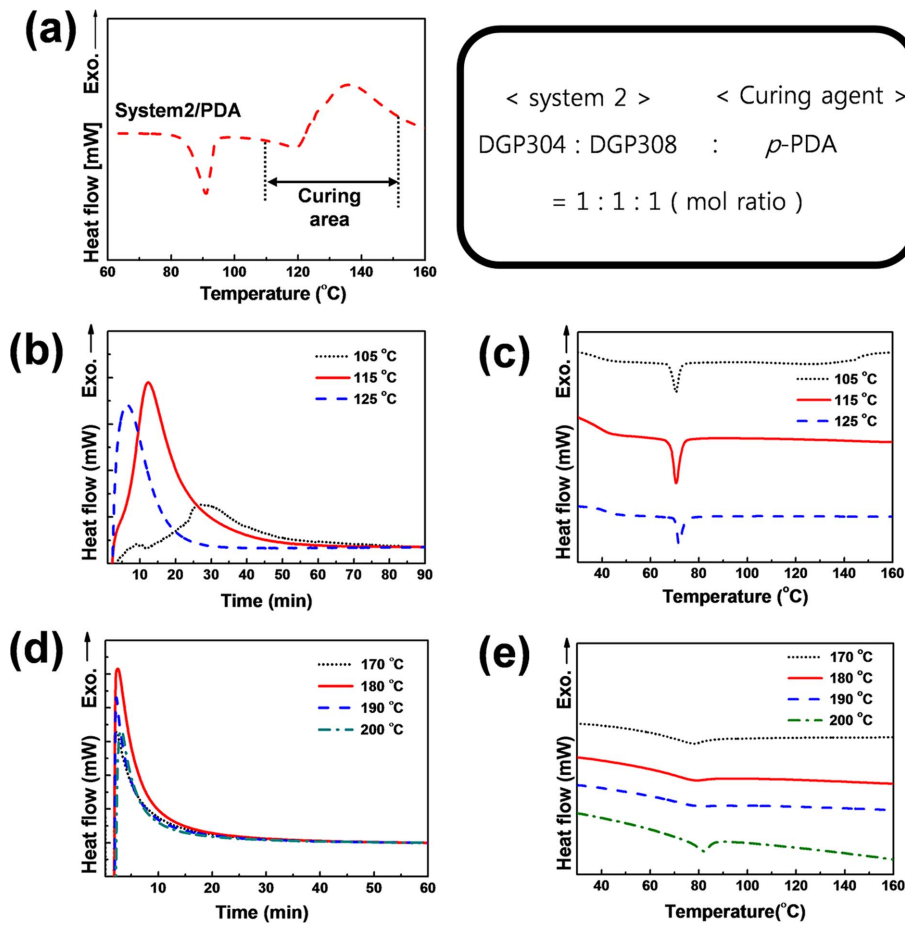 (a)
Exo.
Heat flow [mW]
System2/PDA
Curing
area
60 80 100 120 140 160
Temperature (°C)
< system 2 > < Curing agent >
DGP304 : DGP308 : p-PDA
= 1 : 1 : 1 ( mol ratio )
(b)
Exo.
Heat flow (mW)
105 °C
115 °C
125 °C
10 20 30 40 50 60 70 80 90
Time (min)
(c)
Exo.
Heat flow (mW)
105 °C
115 °C
125 °C
40 60 80 100 120 140 160
Temperature (°C)
(d)
Exo.
Heat flow (mW)
170 °C
180 °C
190 °C
200 °C
10 20 30 40 50 60
Time (min)
(e)
Exo.
Heat flow (mW)
170 °C
180 °C
190 °C
200 °C
40 60 80 100 120 140 160
Temperature(°C)